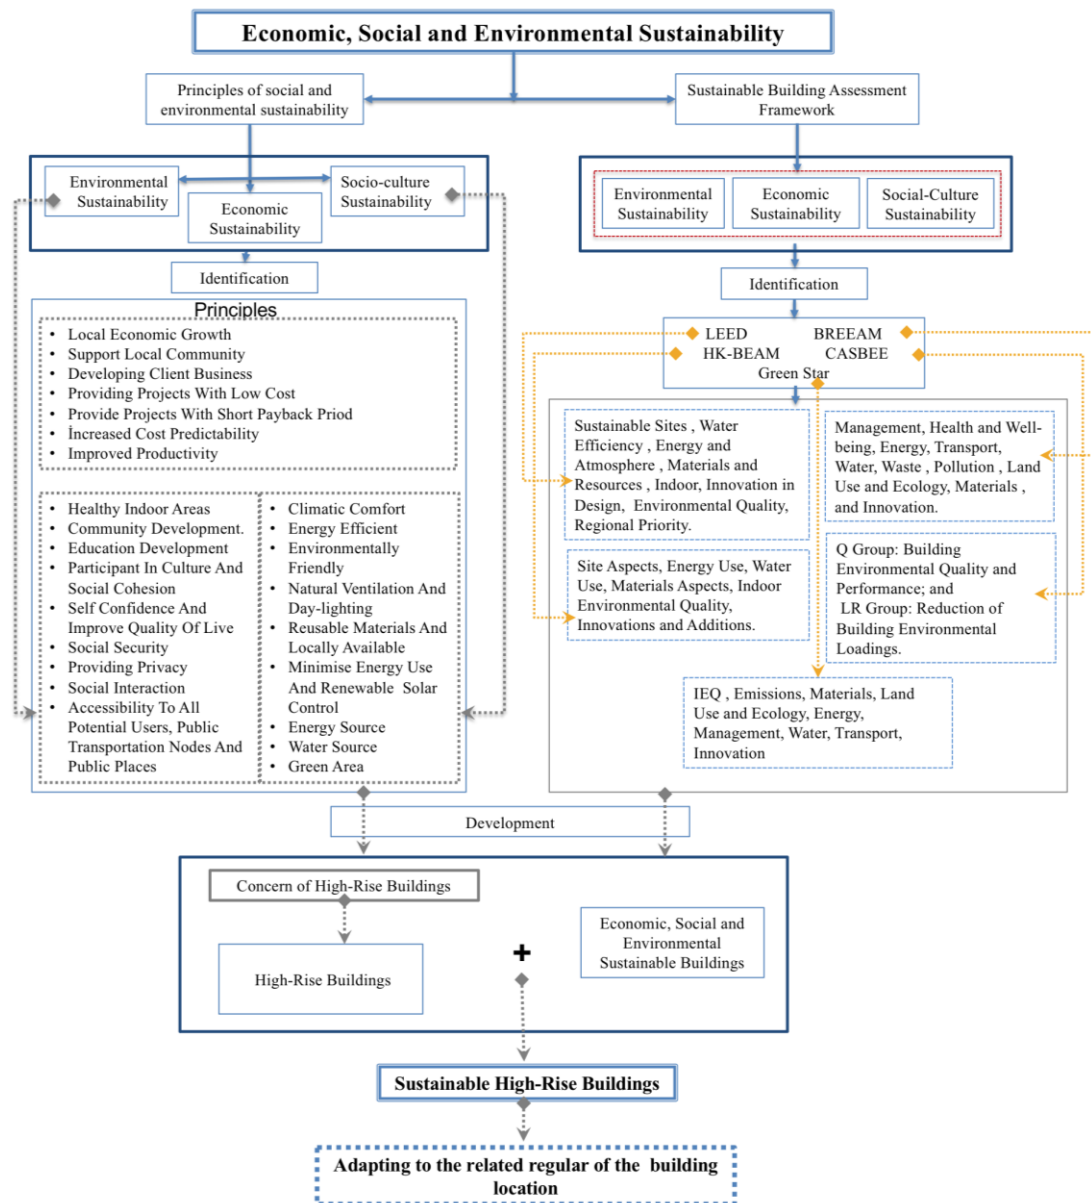 Economic, Social and Environmental Sustainability
Principles of social and
environmental sustainability
Sustainable Building Assessment
Framework
Environmental
Sustainability
Socio-culture
Sustainability
Economic
Sustainability
Environmental
Sustainability
Economic
Sustainability
Social-Culture
Sustainability
Identification
Identification
Principles
• Local Economic Growth
• Support Local Community
• Developing Client Business
• Providing Projects With Low Cost
• Provide Projects With Short Payback Priod
• İncreased Cost Predictability
• Improved Productivity
• Healthy Indoor Areas
• Community Development.
• Education Development
• Participant In Culture And
Social Cohesion
• Self Confidence And
Improve Quality Of Live
• Social Security
• Providing Privacy
• Social Interaction
• Accessibility To All
Potential Users, Public
Transportation Nodes And
Public Places
• Climatic Comfort
• Energy Efficient
• Environmentally
Friendly
• Natural Ventilation And
Day-lighting
• Reusable Materials And
Locally Available
• Minimise Energy Use
And Renewable Solar
Control
• Energy Source
• Water Source
• Green Area
LEED BREEAM
HK-BEAM CASBEE
Green Star
Sustainable Sites , Water
Efficiency , Energy and
Atmosphere , Materials and
Resources , Indoor, Innovation in
Design, Environmental Quality,
Regional Priority.
Management, Health and Well-
being, Energy, Transport,
Water, Waste , Pollution , Land
Use and Ecology, Materials ,
and Innovation.
Site Aspects, Energy Use, Water
Use, Materials Aspects, Indoor
Environmental Quality,
Innovations and Additions.
Q Group: Building
Environmental Quality and
Performance; and
LR Group: Reduction of
Building Environmental
Loadings.
IEQ , Emissions, Materials, Land
Use and Ecology, Energy,
Management, Water, Transport,
Innovation
Development
Concern of High-Rise Buildings
High-Rise Buildings
+
Economic, Social and
Environmental
Sustainable Buildings
Sustainable High-Rise Buildings
Adapting to the related regular of the building
location